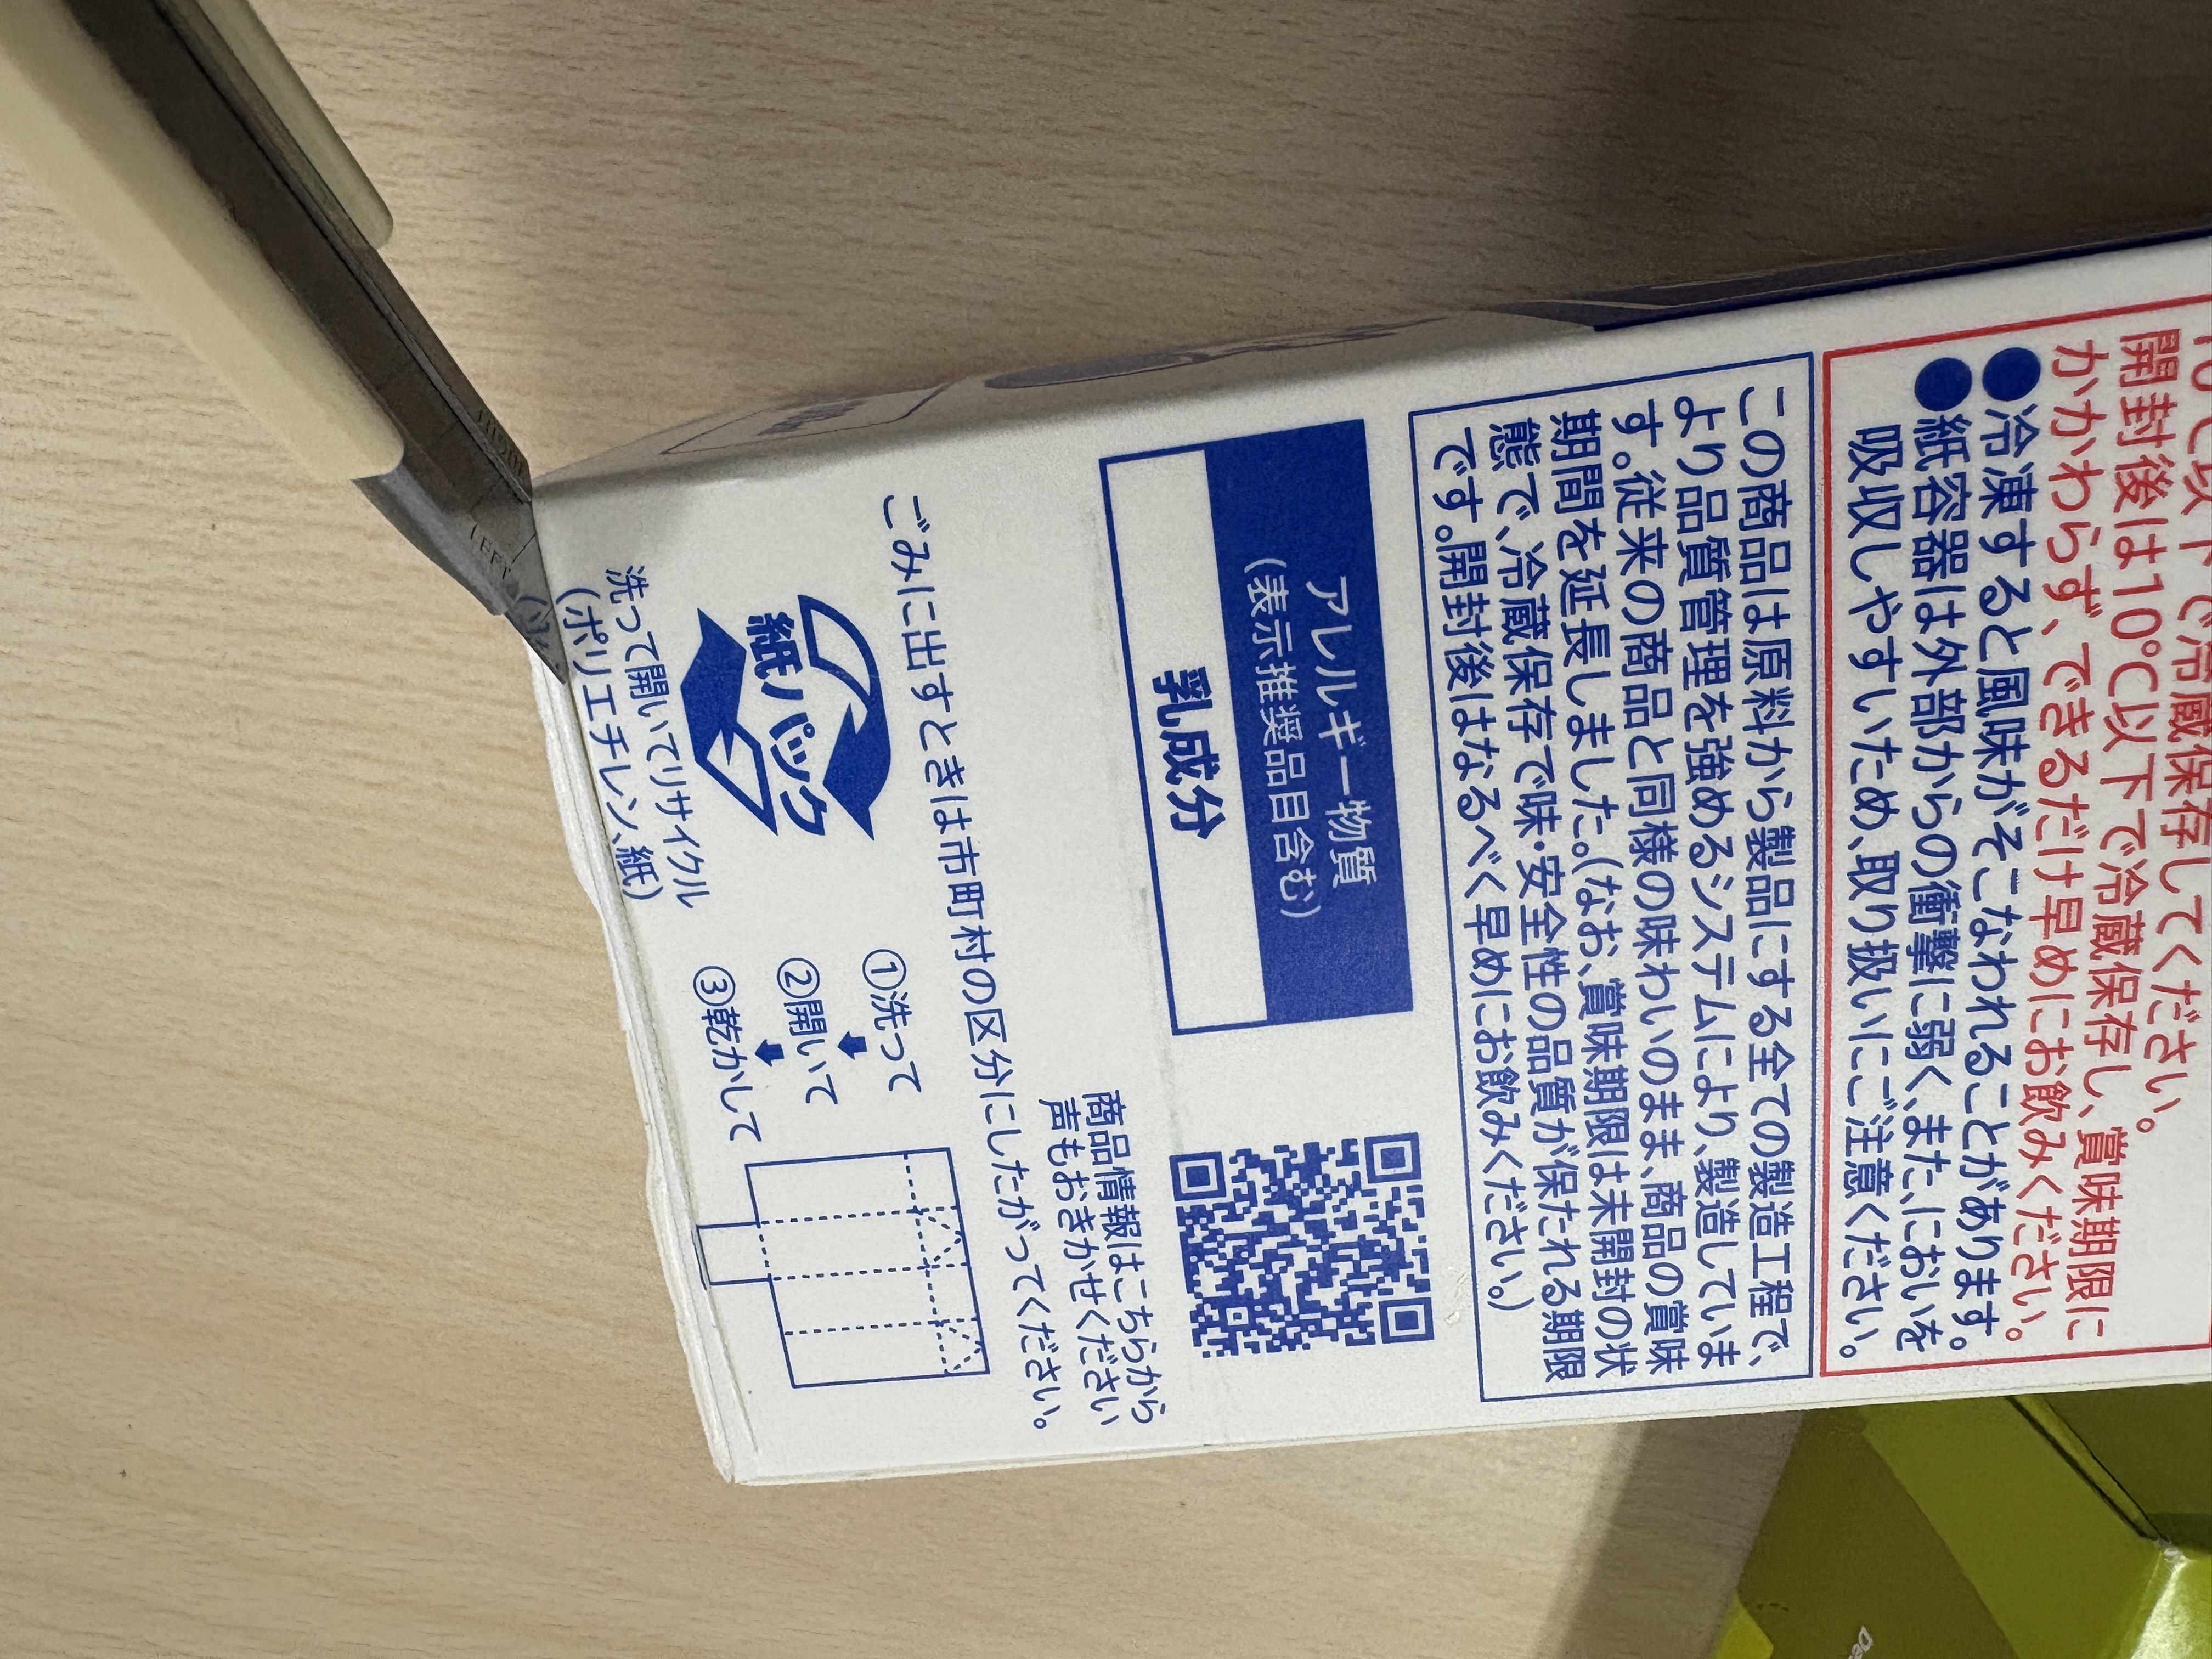 10℃以下で冷蔵保存してください。
開封後は10℃以下で冷蔵保存し、賞味期限に
かかわらず、できるだけ早めにお飲みください。
●冷凍すると風味がそこなわれることがあります。
●紙容器は外部からの衝撃に弱く、また、においを
吸収しやすいため、取り扱いにご注意ください。
この商品は原料から製品にする全ての製造工程で、
より品質管理を強めるシステムにより、製造していま
す。従来の商品と同様の味わいのまま、商品の賞味
期間を延長しました。(なお、賞味期限は未開封の状
態で、冷蔵保存で味・安全性の品質が保たれる期限
です。開封後はなるべく早めにお飲みください。)
アレルギー物質
(表示推奨品目含む)
乳成分
商品情報はこちらから
声もおきかせください
ごみに出すときは市町村の区分にしたがってください。
紙パック
洗って開いてリサイクル
(ポリエチレン、紙)
①洗って
②開いて
③乾かして
LEFT